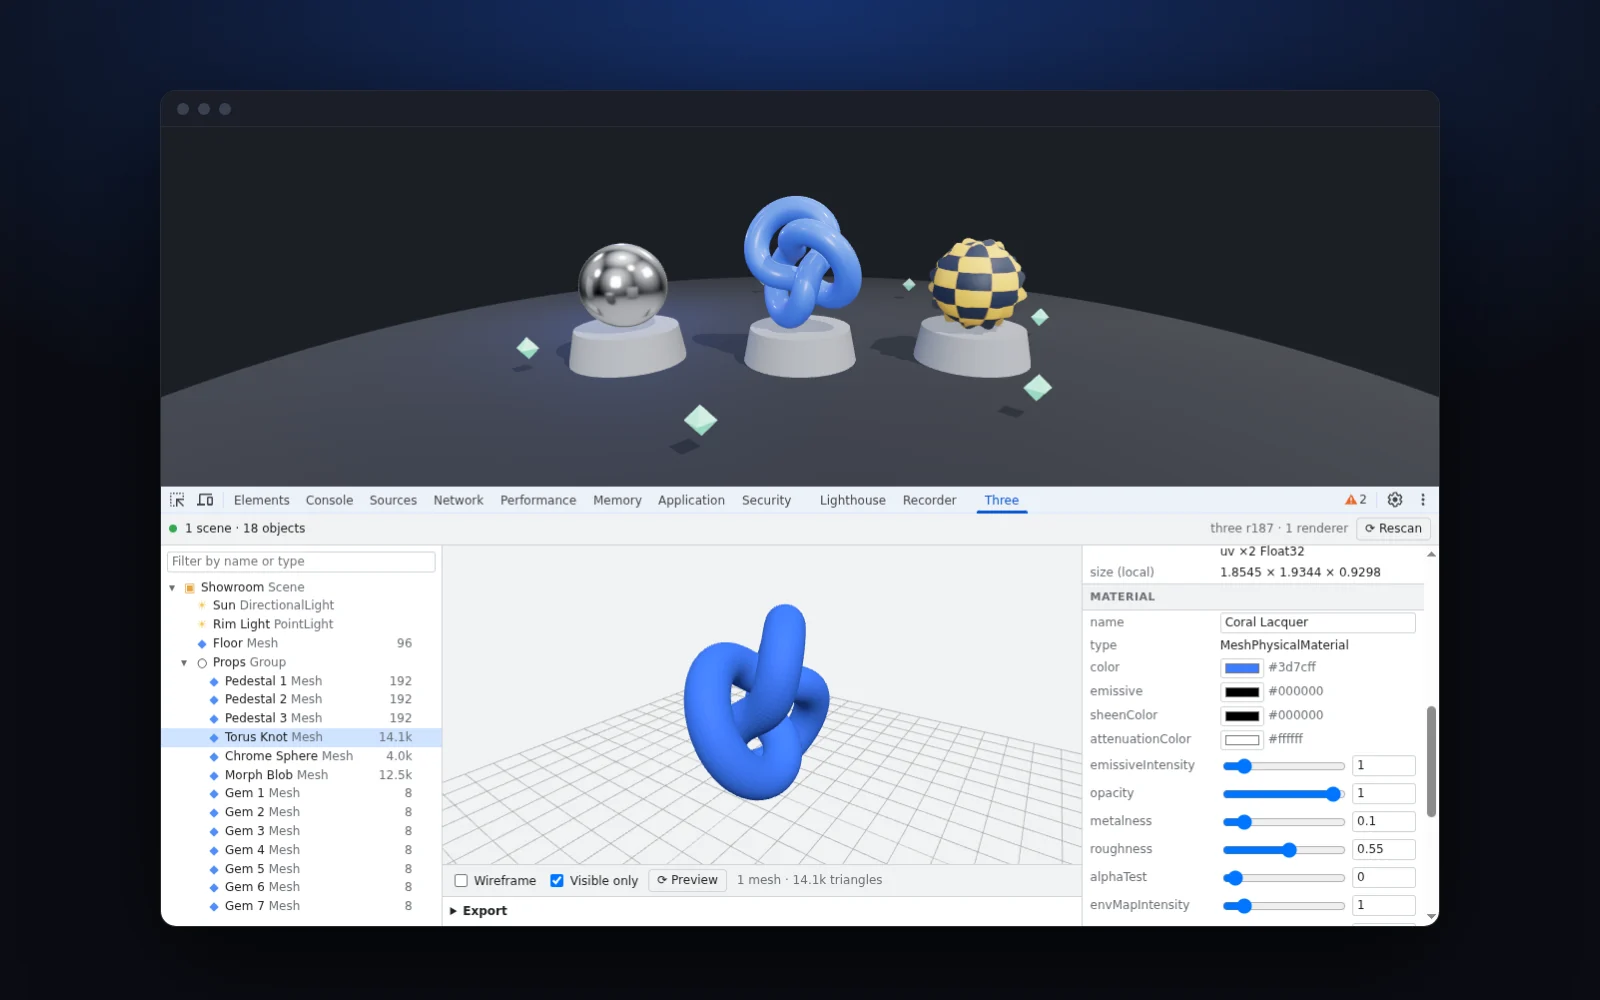 Elements Console Sources Network Performance Memory Application Security Lighthouse Recorder Three 2
1 scene · 18 objects
three r187 · 1 renderer ⟳ Rescan
Filter by name or type
▼ Showroom Scene
Sun DirectionalLight
Rim Light PointLight
Floor Mesh 96
▼ Props Group
Pedestal 1 Mesh 192
Pedestal 2 Mesh 192
Pedestal 3 Mesh 192
Torus Knot Mesh 14.1k
Chrome Sphere Mesh 4.0k
Morph Blob Mesh 12.5k
Gem 1 Mesh 8
Gem 2 Mesh 8
Gem 3 Mesh 8
Gem 4 Mesh 8
Gem 5 Mesh 8
Gem 6 Mesh 8
Gem 7 Mesh 8
Wireframe Visible only ⟳ Preview 1 mesh · 14.1k triangles
▶ Export
uv ×2 Float32
size (local) 1.8545 × 1.9344 × 0.9298
MATERIAL
name Coral Lacquer
type MeshPhysicalMaterial
color #3d7cff
emissive #000000
sheenColor #000000
attenuationColor #ffffff
emissiveIntensity 1
opacity 1
metalness 0.1
roughness 0.55
alphaTest 0
envMapIntensity 1